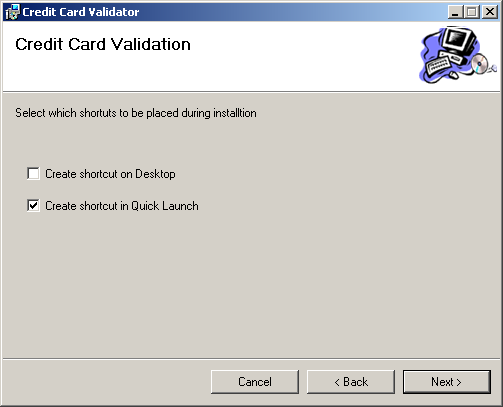 Credit Card Validator
Credit Card Validation
Select which shortuts to be placed during installtion
Create shortcut on Desktop
Create shortcut in Quick Launch
Cancel
< Back
Next >